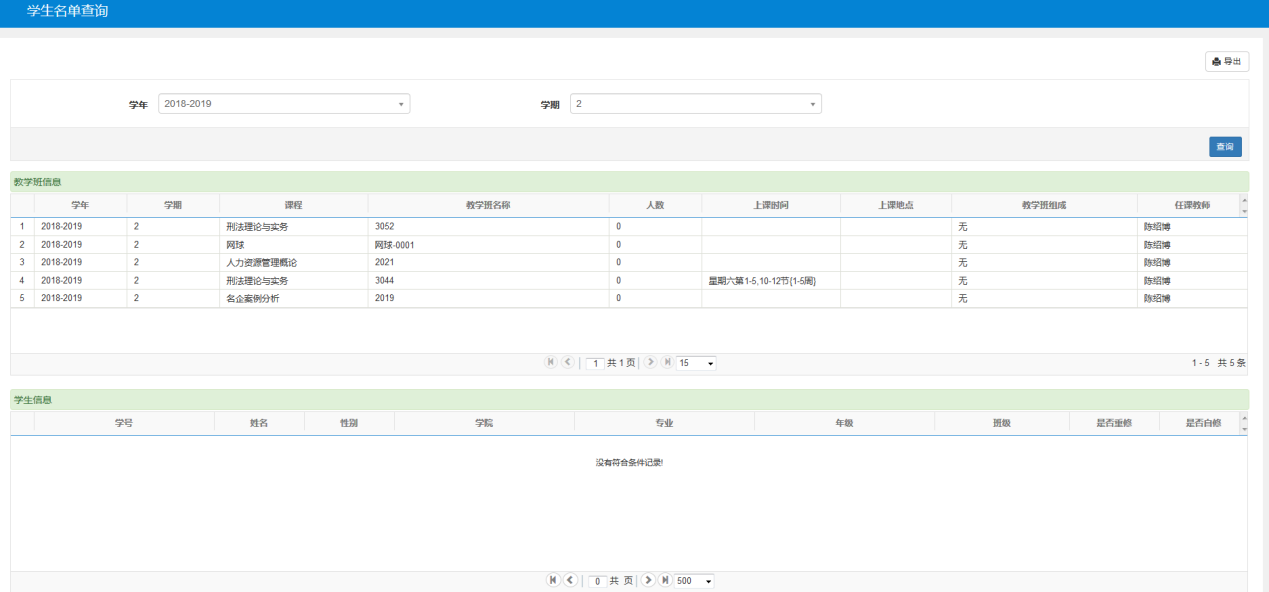 学生名单查询
导出
学年 2018-2019 学期 2
查询
教学班信息
学年 学期 课程 教学班名称 人数 上课时间 上课地点 教学班组成 任课教师
1 2018-2019 2 刑法理论与实务 3052 0 无 陈绍博
2 2018-2019 2 网球 网球-0001 0 无 陈绍博
3 2018-2019 2 人力资源管理概论 2021 0 无 陈绍博
4 2018-2019 2 刑法理论与实务 3044 0 星期六第1-5,10-12节{1-5周} 无 陈绍博
5 2018-2019 2 名企案例分析 2019 0 无 陈绍博
1 共 1 页 15 1 - 5 共 5 条
学生信息
学号 姓名 性别 学院 专业 年级 班级 是否重修 是否自修
没有符合条件记录!
0 共 页 500